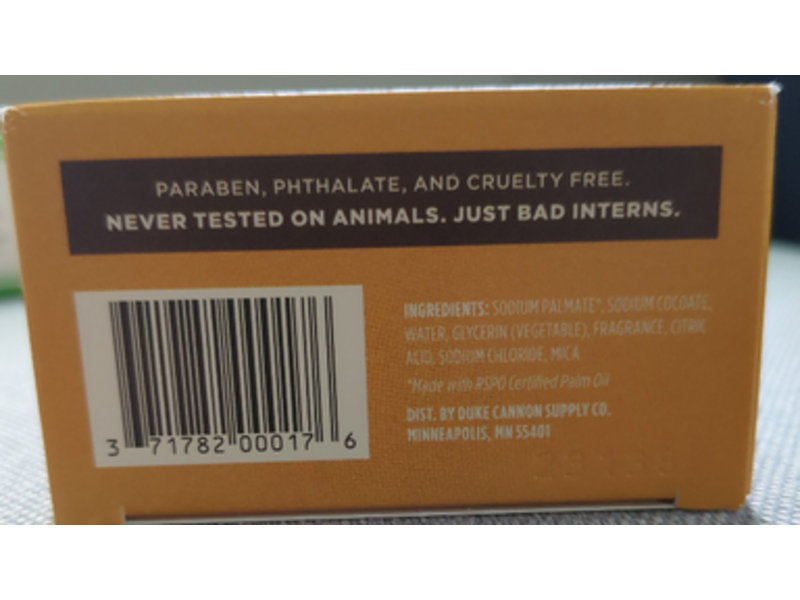 PARABEN, PHTHALATE, AND CRUELTY FREE.
NEVER TESTED ON ANIMALS. JUST BAD INTERNS.
3 71782 00017 6
INGREDIENTS: SODIUM PALMATE*, SODIUM COCOATE,
WATER, GLYCERIN (VEGETABLE), FRAGRANCE, CITRIC
ACID, SODIUM CHLORIDE, MICA
*Made with RSPO Certified Palm Oil
DIST. BY DUKE CANNON SUPPLY CO.
MINNEAPOLIS, MN 55401